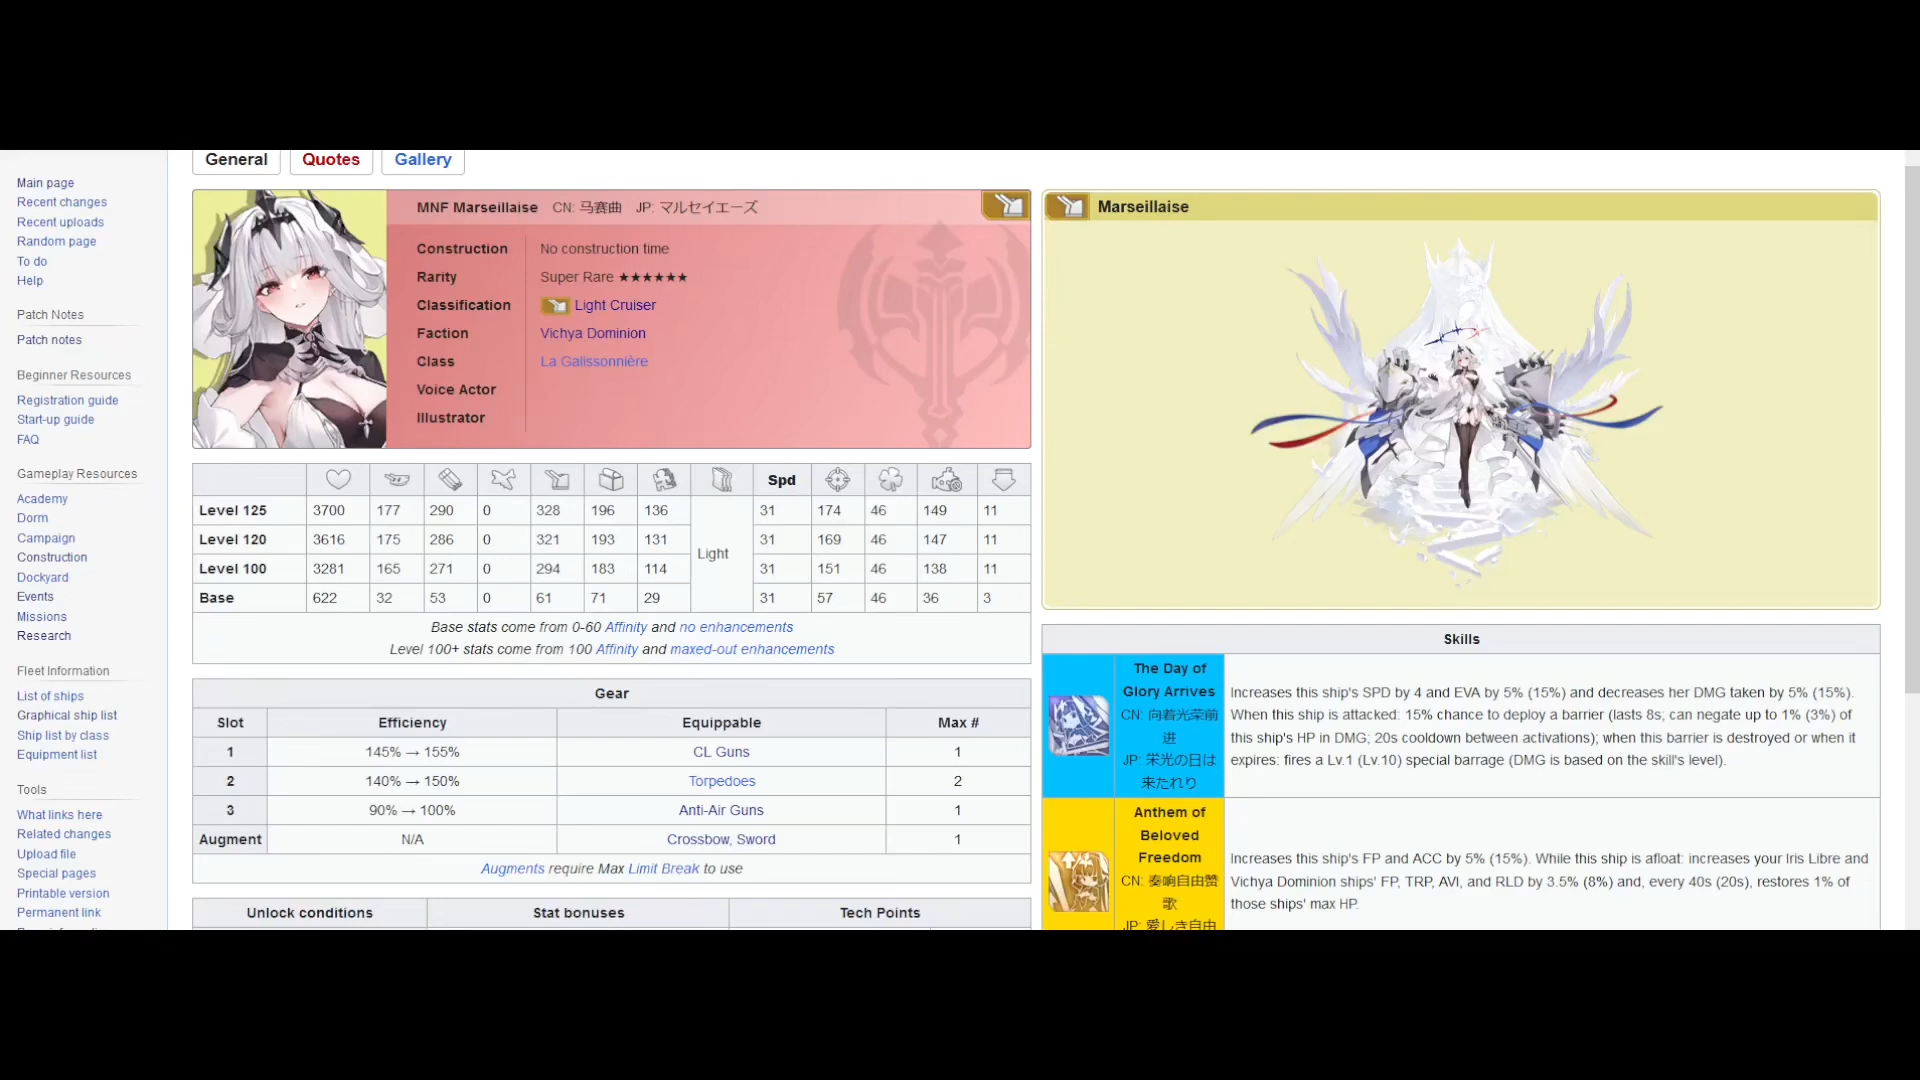 General Quotes Gallery
Main page
Recent changes
Recent uploads
Random page
To do
Help
Patch Notes
Patch notes
Beginner Resources
Registration guide
Start-up guide
FAQ
Gameplay Resources
Academy
Dorm
Campaign
Construction
Dockyard
Events
Missions
Research
Fleet Information
List of ships
Graphical ship list
Ship list by class
Equipment list
Tools
What links here
Related changes
Upload file
Special pages
Printable version
Permanent link
MNF Marseillaise CN: 马赛曲 JP: マルセイエーズ
Construction No construction time
Rarity Super Rare ★★★★★★
Classification Light Cruiser
Faction Vichya Dominion
Class La Galissonnière
Voice Actor
Illustrator
Spd
Level 125 3700 177 290 0 328 196 136 31 174 46 149 11
Level 120 3616 175 286 0 321 193 131 31 169 46 147 11
Light
Level 100 3281 165 271 0 294 183 114 31 151 46 138 11
Base 622 32 53 0 61 71 29 31 57 46 36 3
Base stats come from 0-60 Affinity and no enhancements
Level 100+ stats come from 100 Affinity and maxed-out enhancements
Gear
Slot Efficiency Equippable Max #
1 145% → 155% CL Guns 1
2 140% → 150% Torpedoes 2
3 90% → 100% Anti-Air Guns 1
Augment N/A Crossbow, Sword 1
Augments require Max Limit Break to use
Unlock conditions Stat bonuses Tech Points
Marseillaise
Skills
The Day of
Glory Arrives
CN: 向着光荣前
进
JP: 栄光の日は
来たれり
Increases this ship's SPD by 4 and EVA by 5% (15%) and decreases her DMG taken by 5% (15%).
When this ship is attacked: 15% chance to deploy a barrier (lasts 8s; can negate up to 1% (3%) of
this ship's HP in DMG; 20s cooldown between activations); when this barrier is destroyed or when it
expires: fires a Lv.1 (Lv.10) special barrage (DMG is based on the skill's level).
Anthem of
Beloved
Freedom
CN: 奏响自由赞
歌
JP: 愛しき自由
Increases this ship's FP and ACC by 5% (15%). While this ship is afloat: increases your Iris Libre and
Vichya Dominion ships' FP, TRP, AVI, and RLD by 3.5% (8%) and, every 40s (20s), restores 1% of
those ships' max HP.